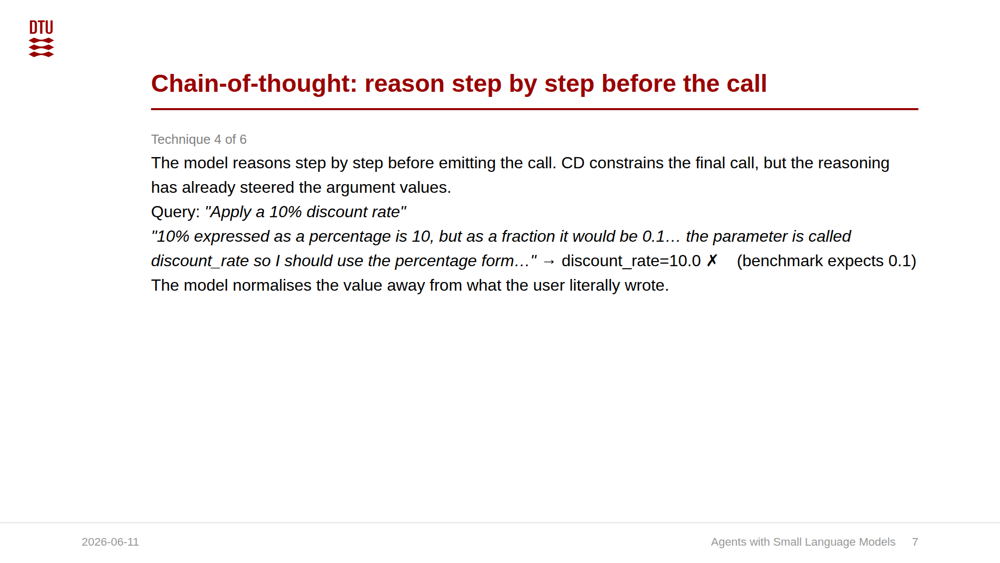 DTU
Chain-of-thought: reason step by step before the call
Technique 4 of 6
The model reasons step by step before emitting the call. CD constrains the final call, but the reasoning
has already steered the argument values.
Query: "Apply a 10% discount rate"
"10% expressed as a percentage is 10, but as a fraction it would be 0.1… the parameter is called
discount_rate so I should use the percentage form…" → discount_rate=10.0 ✗ (benchmark expects 0.1)
The model normalises the value away from what the user literally wrote.
2026-06-11
Agents with Small Language Models 7